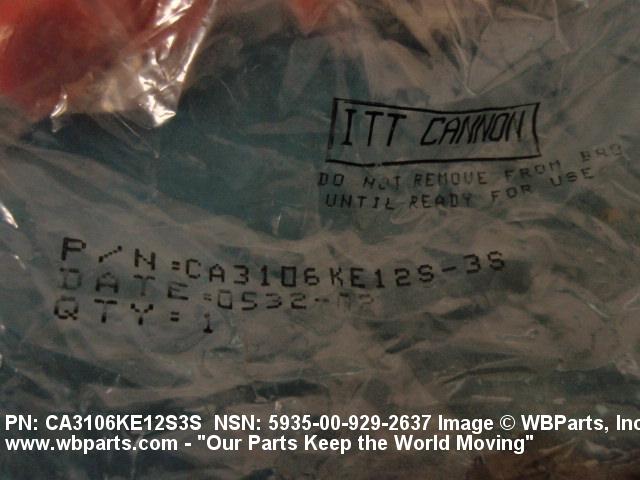 ITT CANNON
DO NOT REMOVE FROM
UNTIL READY FOR USE
P/N=CA3106KE12S-3S
DATE=0532-
QTY=1
PN: CA3106KE12S3S NSN: 5935-00-929-2637 Image © WBParts, Inc
www.wbparts.com - "Our Parts Keep the World Moving"